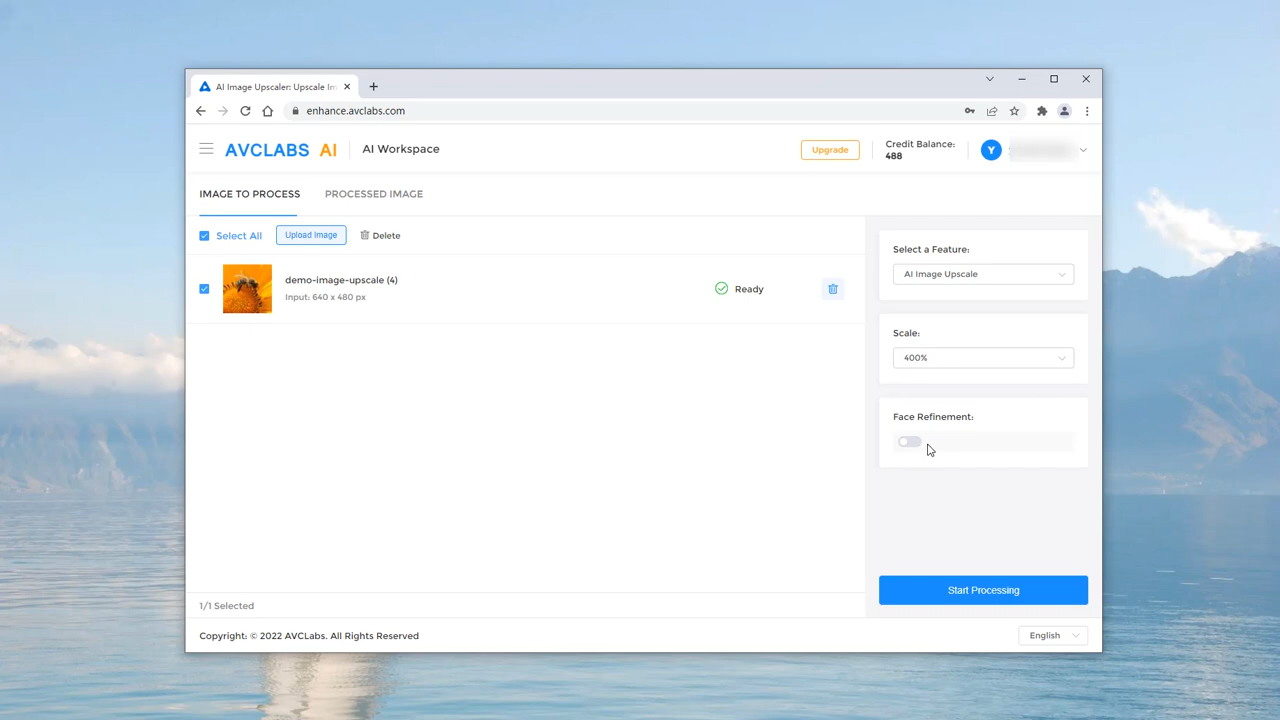 AI Image Upscaler: Upscale Im
enhance.avclabs.com
AVCLABS AI
AI Workspace
Upgrade
Credit Balance:
488
Y
IMAGE TO PROCESS
PROCESSED IMAGE
Select All
Upload Image
Delete
demo-image-upscale (4)
Input: 640 x 480 px
Ready
Select a Feature:
AI Image Upscale
Scale:
400%
Face Refinement:
Start Processing
1/1 Selected
Copyright: © 2022 AVCLabs. All Rights Reserved
English